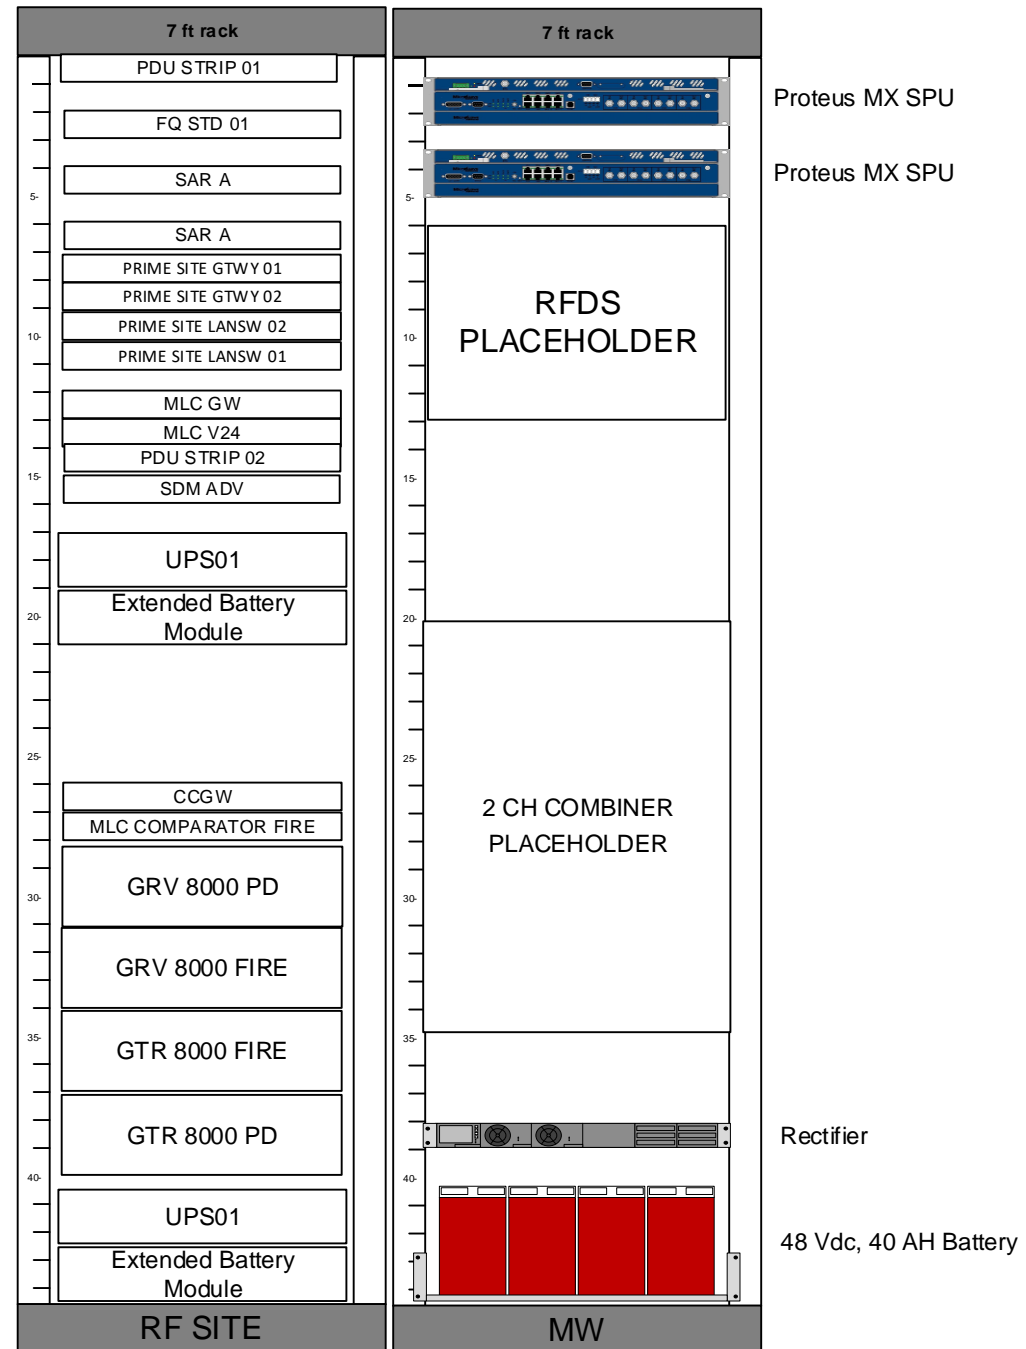 7 ft rack
PDU STRIP 01
FQ STD 01
SAR A
5-
SAR A
PRIME SITE GTWY 01
PRIME SITE GTWY 02
PRIME SITE LANSW 02
10-
PRIME SITE LANSW 01
MLC GW
MLC V24
PDU STRIP 02
15-
SDM ADV
UPS01
Extended Battery
Module
20-
25-
CCGW
MLC COMPARATOR FIRE
GRV 8000 PD
30-
GRV 8000 FIRE
35-
GTR 8000 FIRE
GTR 8000 PD
40-
UPS01
Extended Battery
Module
RF SITE
7 ft rack
Proteus MX SPU
Proteus MX SPU
5-
RFDS
PLACEHOLDER
10-
15-
20-
25-
2 CH COMBINER
PLACEHOLDER
30-
35-
Rectifier
40-
48 Vdc, 40 AH Battery
MW